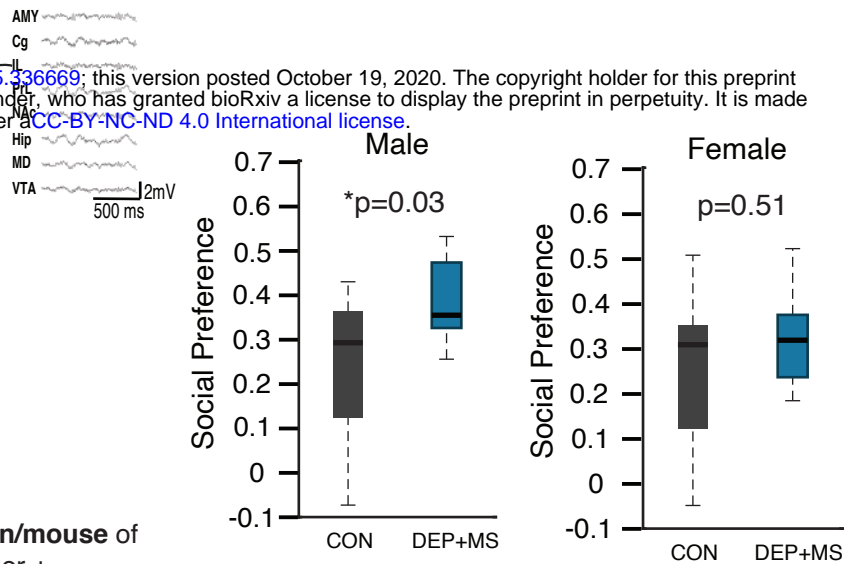 AMY
Cg
IL
5.336669; this version posted October 19, 2020. The copyright holder for this preprint
PrL
nder, who has granted bioRxiv a license to display the preprint in perpetuity. It is made
NAc
er aCC-BY-NC-ND 4.0 International license.
Hip
MD
VTA
2mV
500 ms
Male
*p=0.03
Social Preference
0.7
0.6
0.5
0.4
0.3
0.2
0.1
0
-0.1
CON DEP+MS
Female
p=0.51
Social Preference
0.7
0.6
0.5
0.4
0.3
0.2
0.1
0
-0.1
CON DEP+MS
n/mouse of